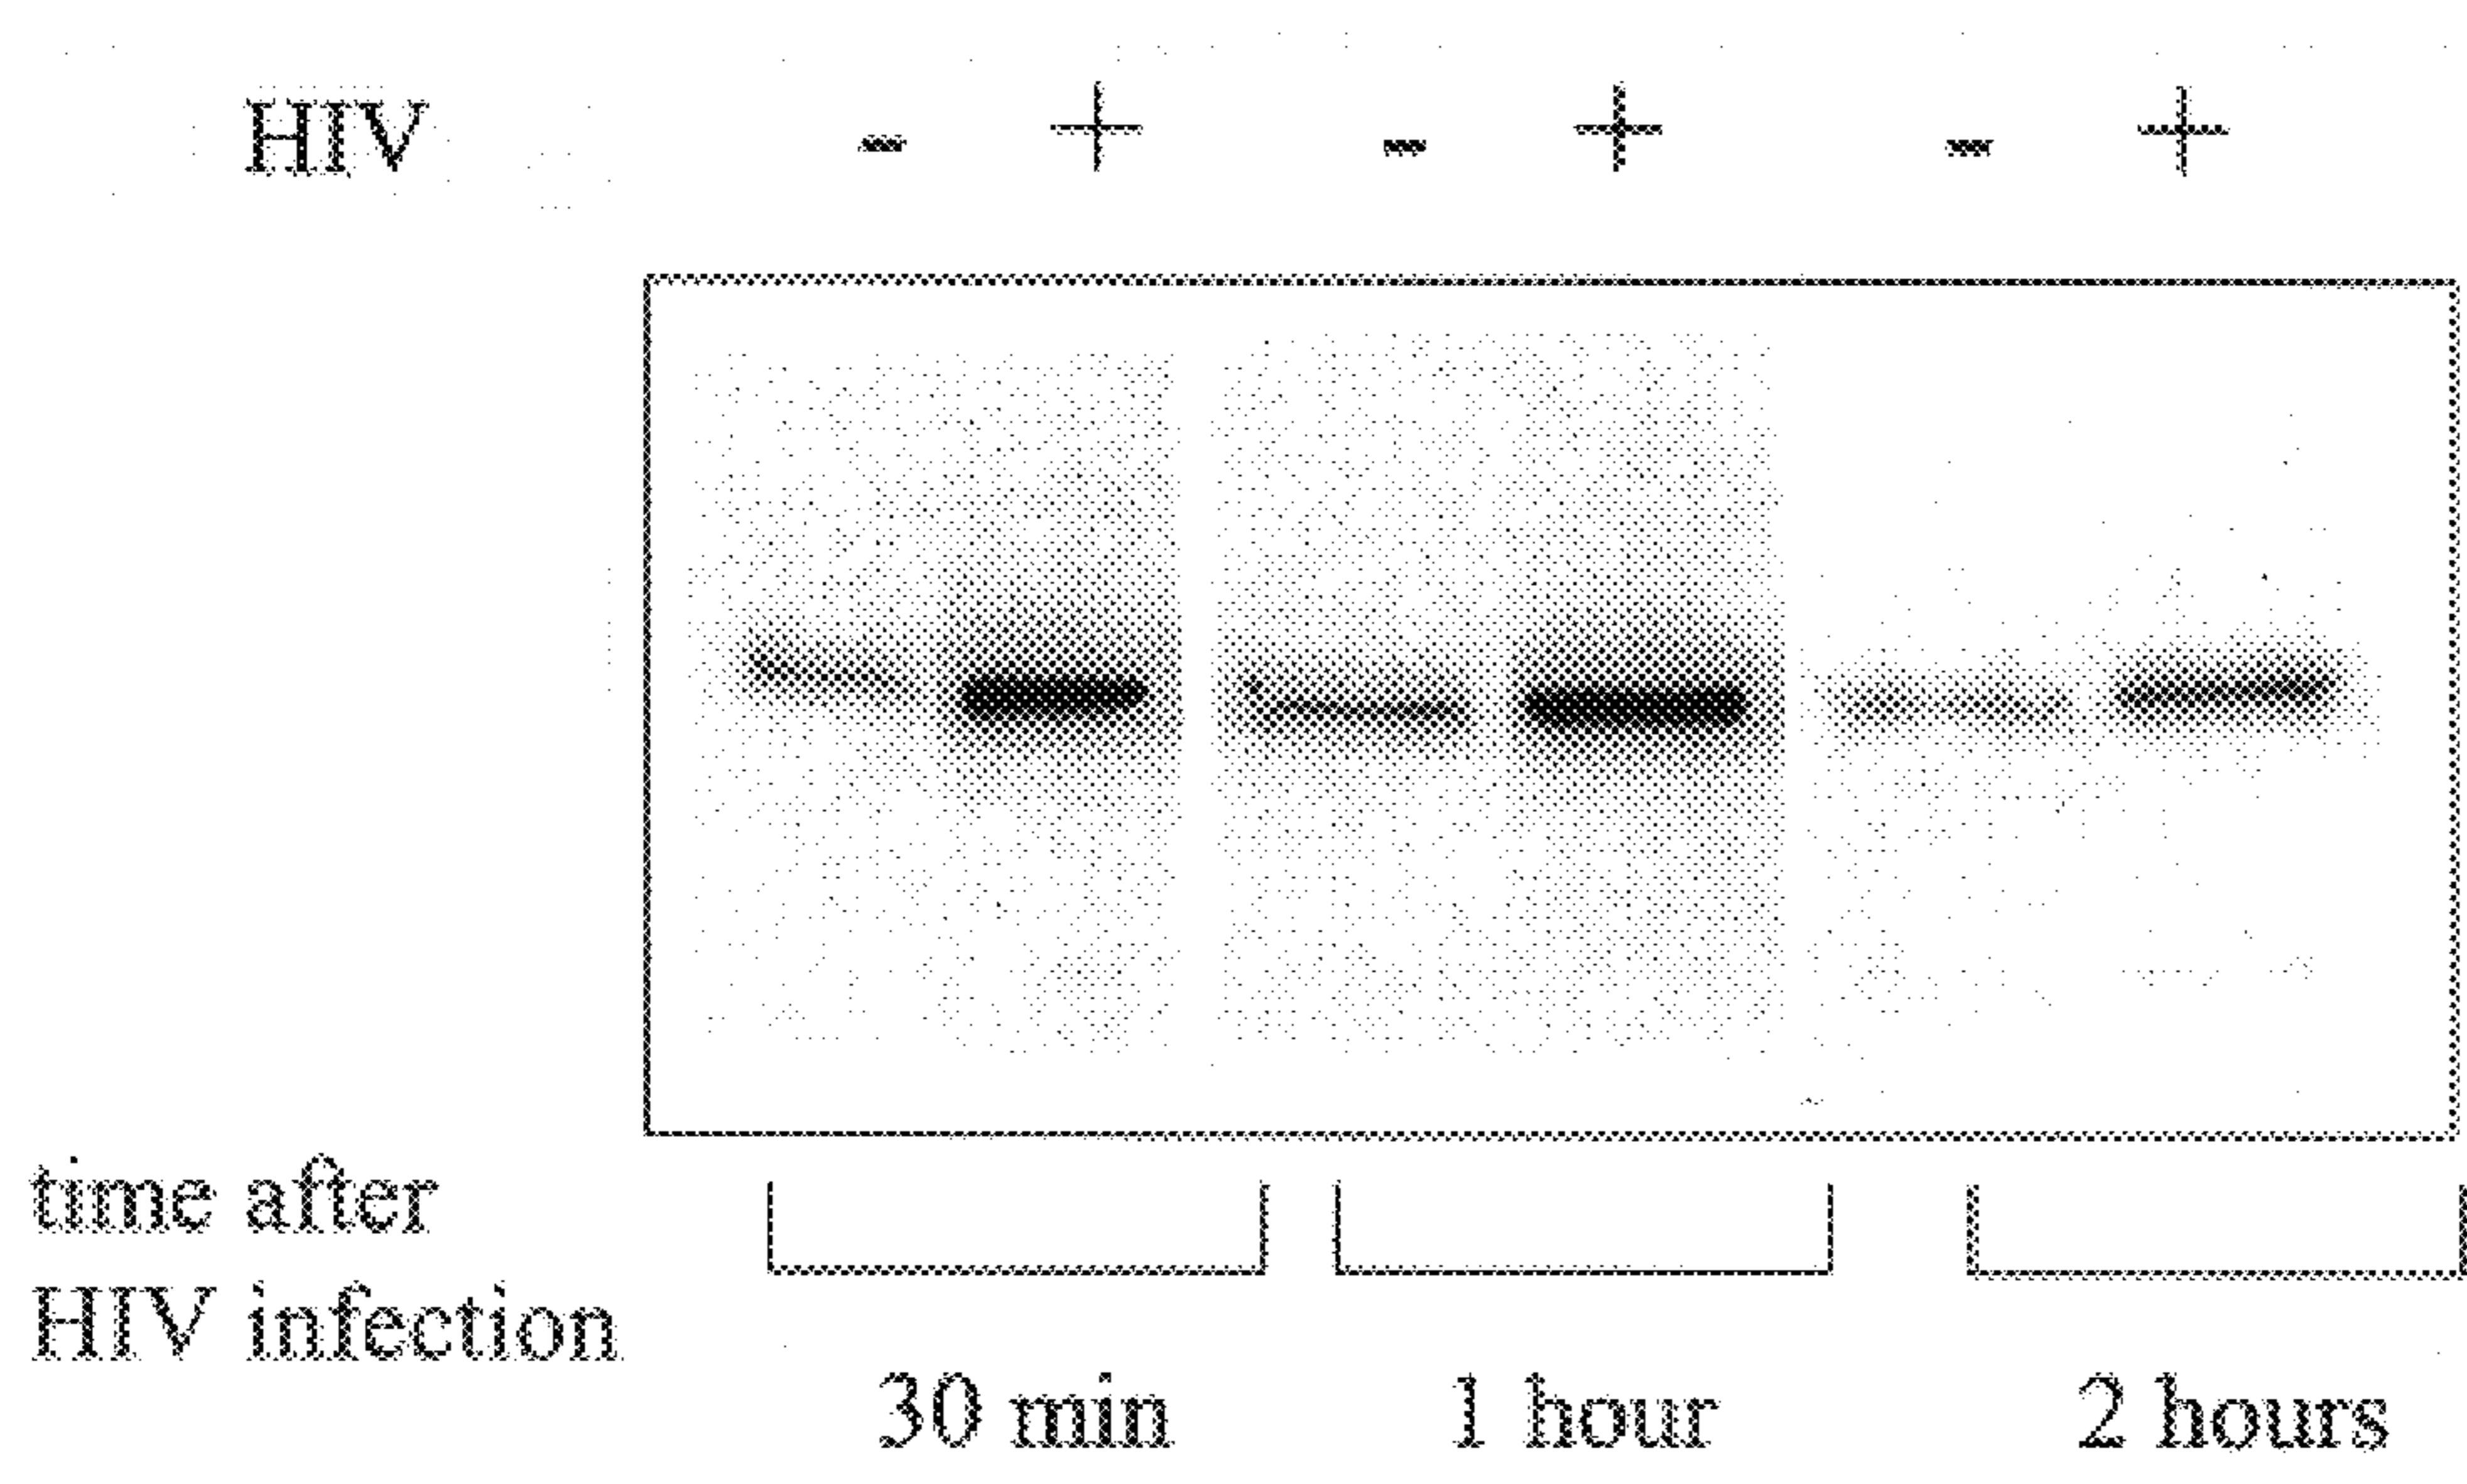 HIV - + - + - +
time after
HIV infection
30 min 1 hour 2 hours